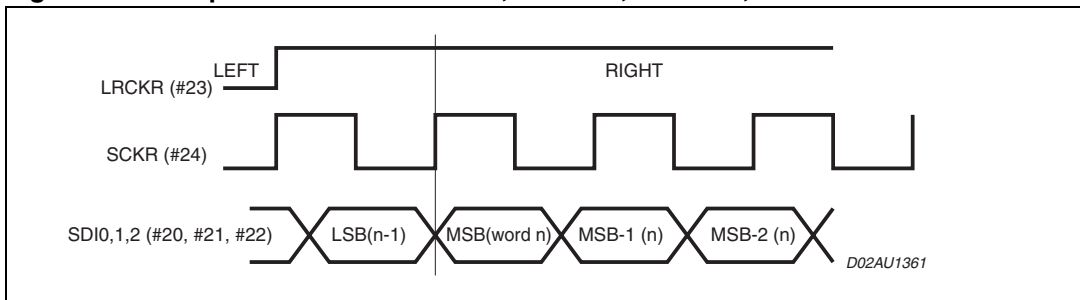 LEFT
RIGHT
LRCKR (#23)
SCKR (#24)
SDI0,1,2 (#20, #21, #22)
LSB(n-1)
MSB(word n)
MSB-1 (n)
MSB-2 (n)
D02AU1361